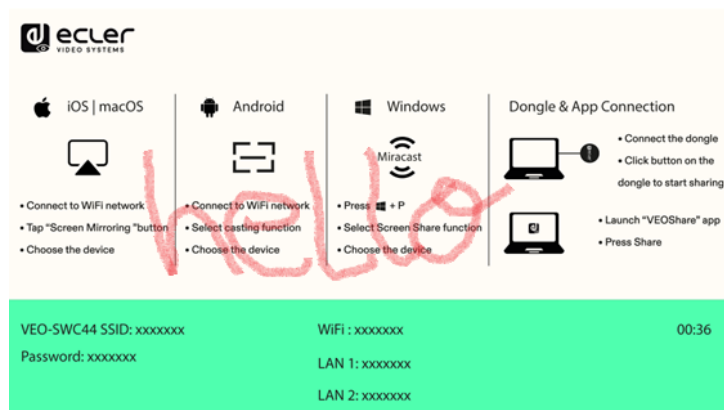 ecler
VIDEO SYSTEMS
iOS | macOS
• Connect to WiFi network
• Tap "Screen Mirroring "button
• Choose the device
Android
• Connect to WiFi network
• Select casting function
• Choose the device
Windows
Miracast
• Press + P
• Select Screen Share function
• Choose the device
Dongle & App Connection
• Connect the dongle
• Click button on the
dongle to start sharing
• Launch "VEOShare" app
• Press Share
hello
VEO-SWC44 SSID: xxxxxxx
Password: xxxxxxx
WiFi : xxxxxxx
LAN 1: xxxxxxx
LAN 2: xxxxxxx
00:36